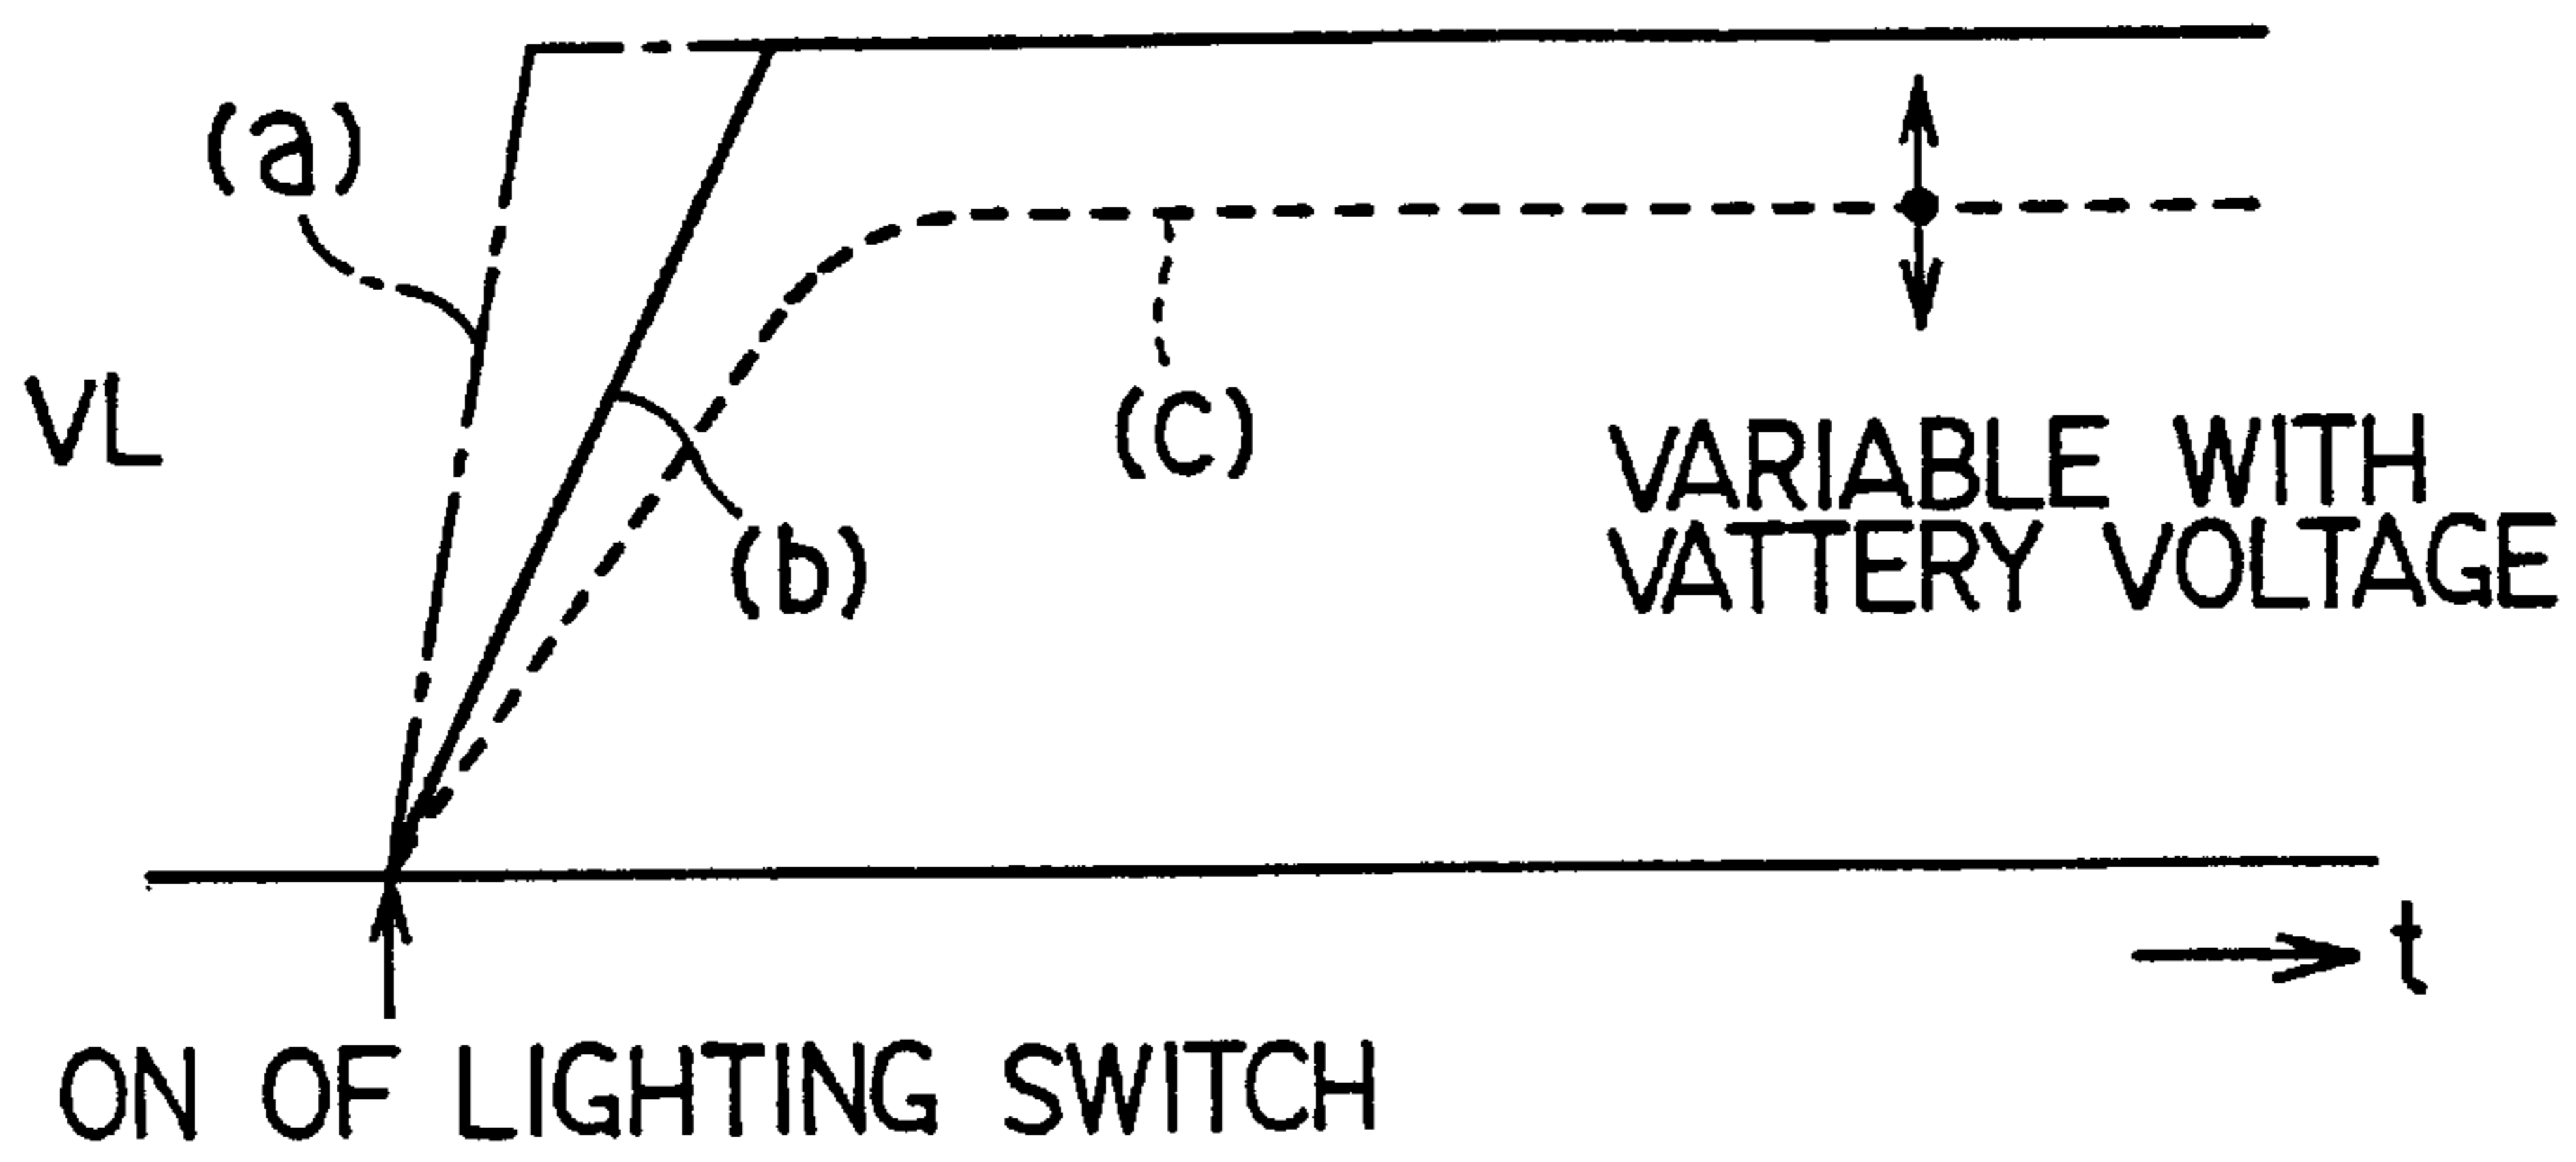 (a)
VL
(C)
(b)
VARIABLE WITH
VATTERY VOLTAGE
t
ON OF LIGHTING SWITCH